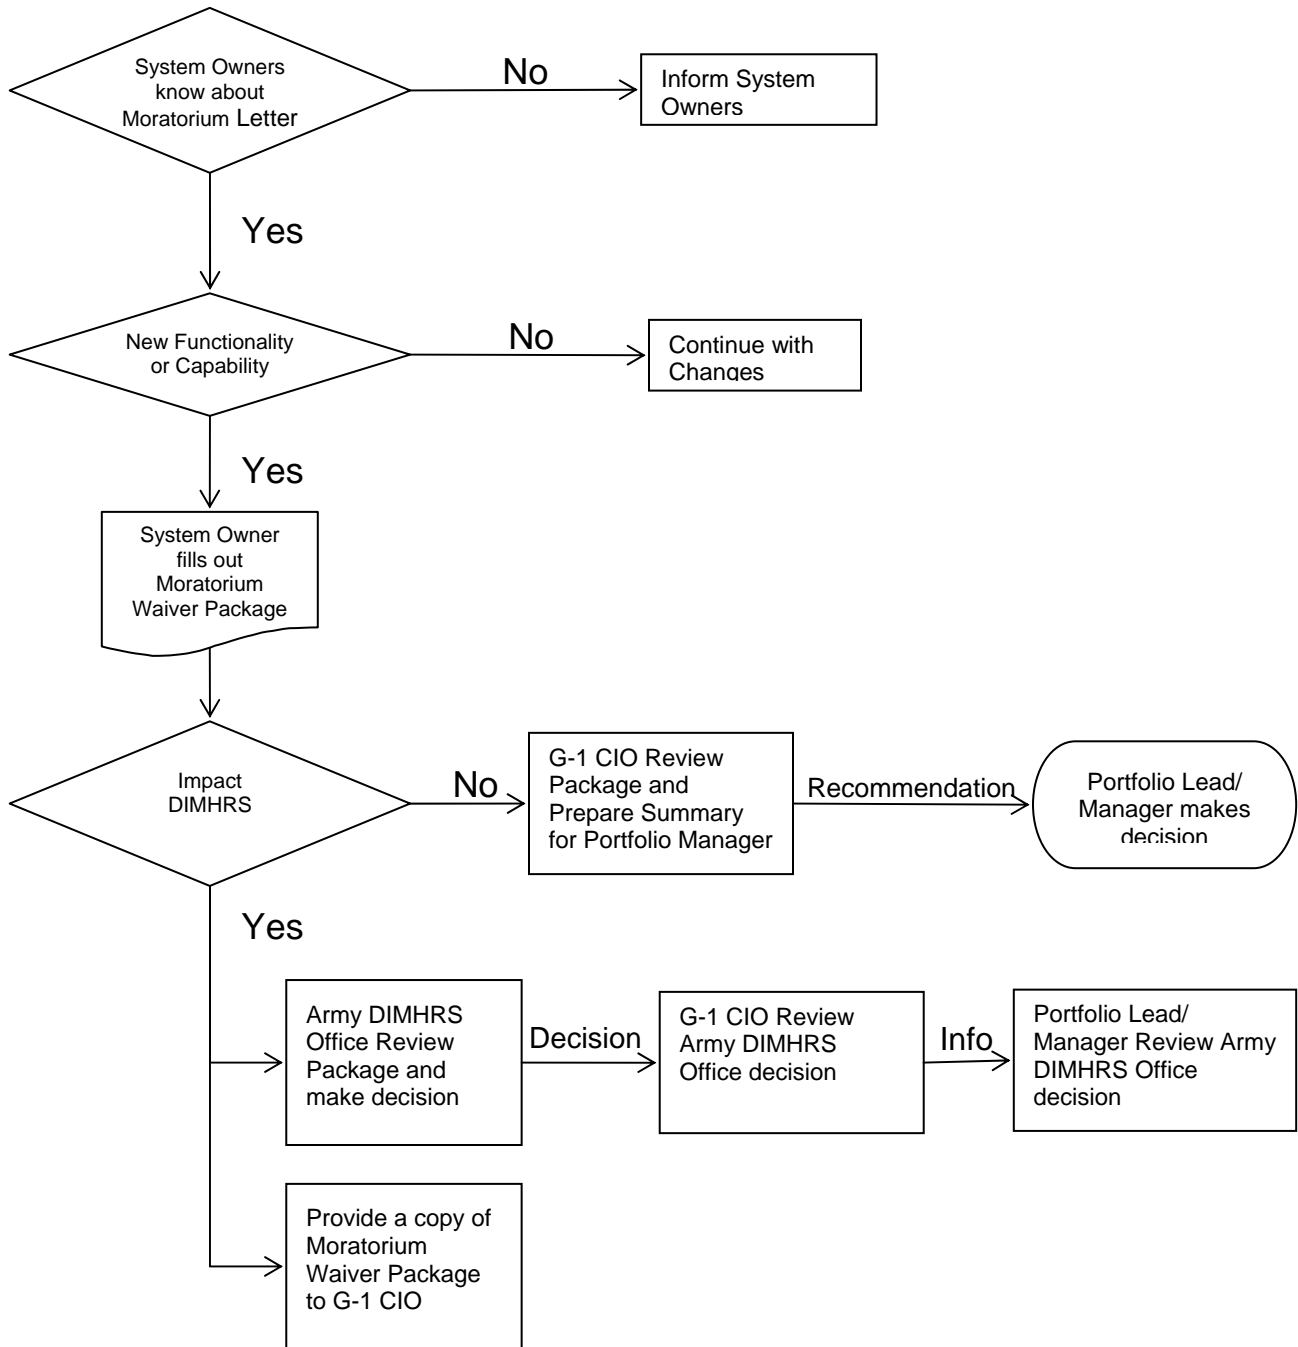 System Owners
know about
Moratorium Letter
No
Inform System
Owners
Yes
New Functionality
or Capability
No
Continue with
Changes
Yes
System Owner
fills out
Moratorium
Waiver Package
Impact
DIMHRS
No
G-1 CIO Review
Package and
Prepare Summary
for Portfolio Manager
Recommendation
Portfolio Lead/
Manager makes
decision
Yes
Army DIMHRS
Office Review
Package and
make decision
Decision
G-1 CIO Review
Army DIMHRS
Office decision
Info
Portfolio Lead/
Manager Review Army
DIMHRS Office
decision
Provide a copy of
Moratorium
Waiver Package
to G-1 CIO